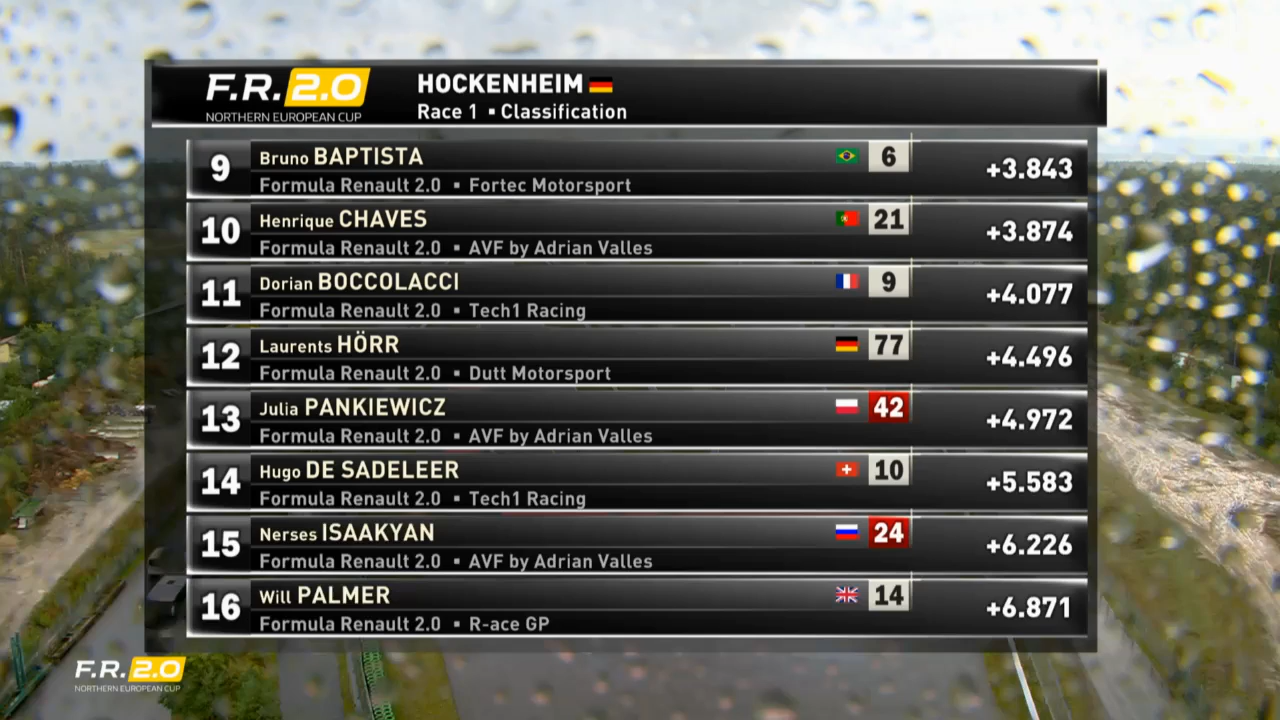 F.R. 2.0
NORTHERN EUROPEAN CUP
HOCKENHEIM
Race 1 ▪ Classification
9 Bruno BAPTISTA 6 +3.843
Formula Renault 2.0 ▪ Fortec Motorsport
10 Henrique CHAVES 21 +3.874
Formula Renault 2.0 ▪ AVF by Adrian Valles
11 Dorian BOCCOLACCI 9 +4.077
Formula Renault 2.0 ▪ Tech1 Racing
12 Laurents HÖRR 77 +4.496
Formula Renault 2.0 ▪ Dutt Motorsport
13 Julia PANKIEWICZ 42 +4.972
Formula Renault 2.0 ▪ AVF by Adrian Valles
14 Hugo DE SADELEER 10 +5.583
Formula Renault 2.0 ▪ Tech1 Racing
15 Nerses ISAAKYAN 24 +6.226
Formula Renault 2.0 ▪ AVF by Adrian Valles
16 Will PALMER 14 +6.871
Formula Renault 2.0 ▪ R-ace GP
F.R. 2.0
NORTHERN EUROPEAN CUP